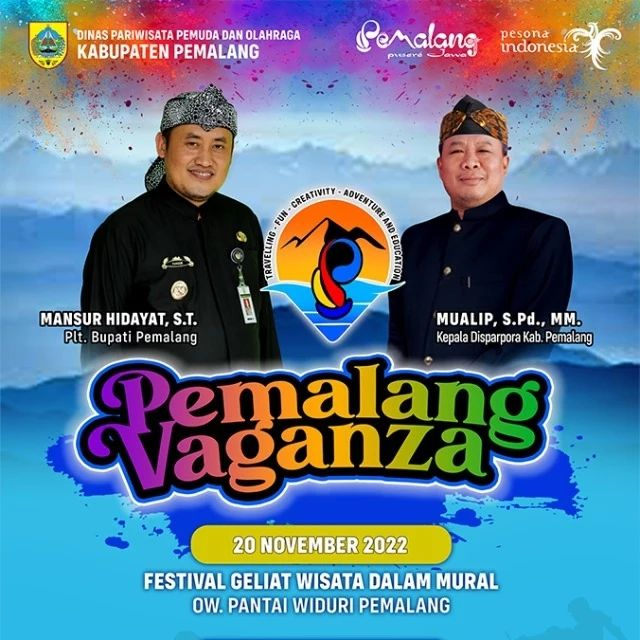 DINAS PARIWISATA PEMUDA DAN OLAHRAGA
KABUPATEN PEMALANG
Pemalang
pusere Jawa
pesona
indonesia
TRAVELLING - FUN - CREATIVITY - ADVENTURE AND EDUCATION
MANSUR HIDAYAT, S.T.
Plt. Bupati Pemalang
MUALIP, S.Pd., MM.
Kepala Disparpora Kab. Pemalang
Pemalang
Vaganza
20 NOVEMBER 2022
FESTIVAL GELIAT WISATA DALAM MURAL
OW. PANTAI WIDURI PEMALANG